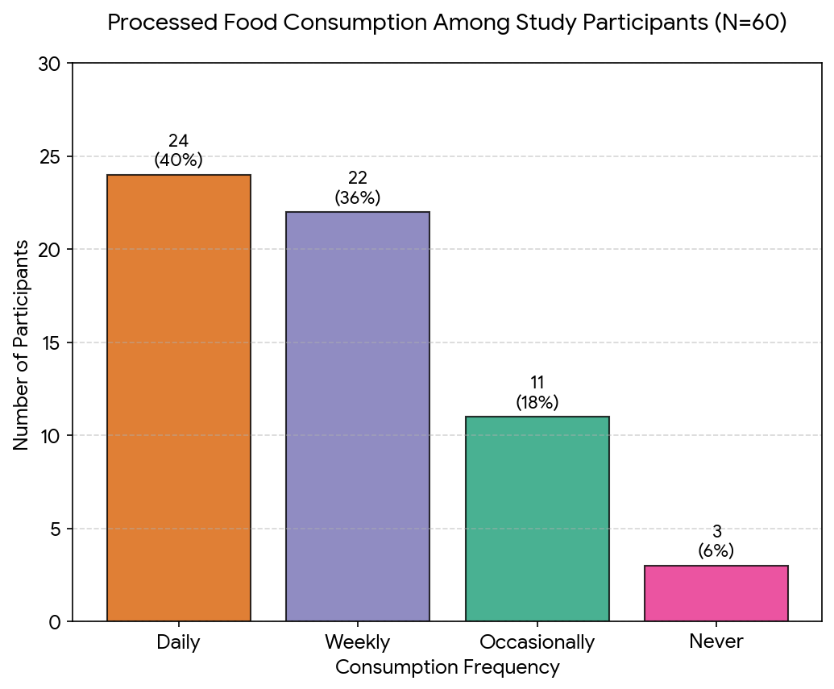 Processed Food Consumption Among Study Participants (N=60)
30
25
20
15
10
5
0
Number of Participants
24
(40%)
22
(36%)
11
(18%)
3
(6%)
Daily
Weekly
Occasionally
Never
Consumption Frequency